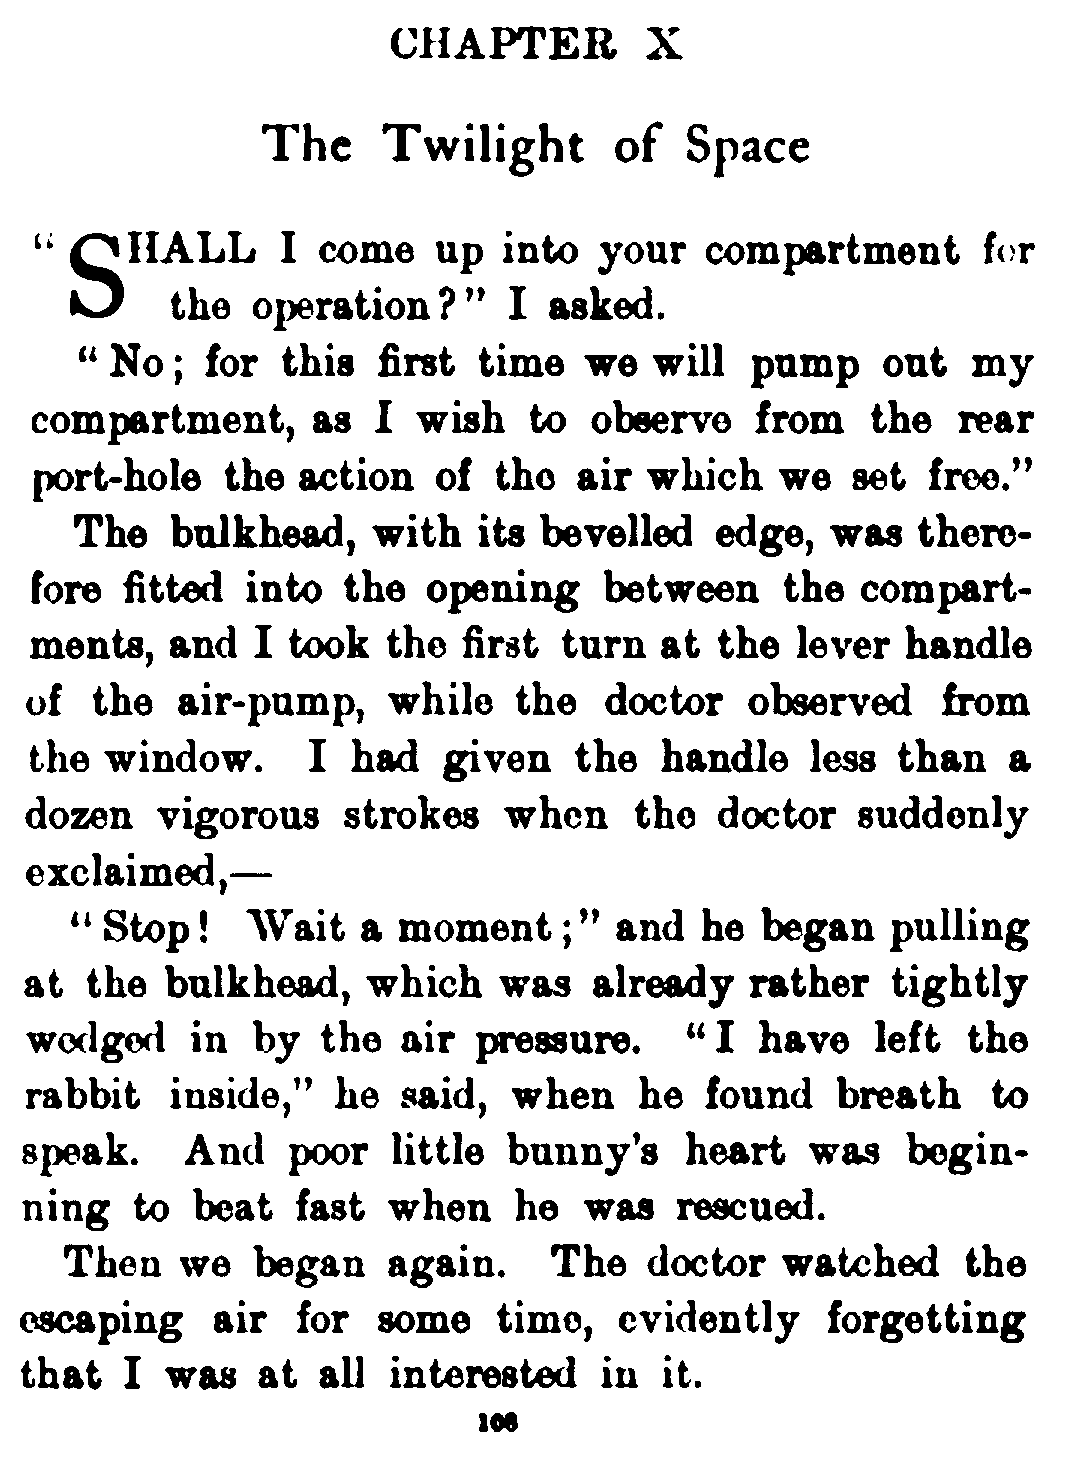 CHAPTER X
The Twilight of Space
"SHALL I come up into your compartment for
the operation?" I asked.
"No; for this first time we will pump out my
compartment, as I wish to observe from the rear
port-hole the action of the air which we set free."
The bulkhead, with its bevelled edge, was there-
fore fitted into the opening between the compart-
ments, and I took the first turn at the lever handle
of the air-pump, while the doctor observed from
the window. I had given the handle less than a
dozen vigorous strokes when the doctor suddenly
exclaimed,—
"Stop! Wait a moment;" and he began pulling
at the bulkhead, which was already rather tightly
wedged in by the air pressure. "I have left the
rabbit inside," he said, when he found breath to
speak. And poor little bunny's heart was begin-
ning to beat fast when he was rescued.
Then we began again. The doctor watched the
escaping air for some time, evidently forgetting
that I was at all interested in it.